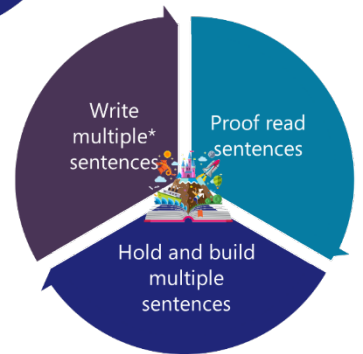 Write
multiple*
sentences
Proof read
sentences
Hold and build
multiple
sentences